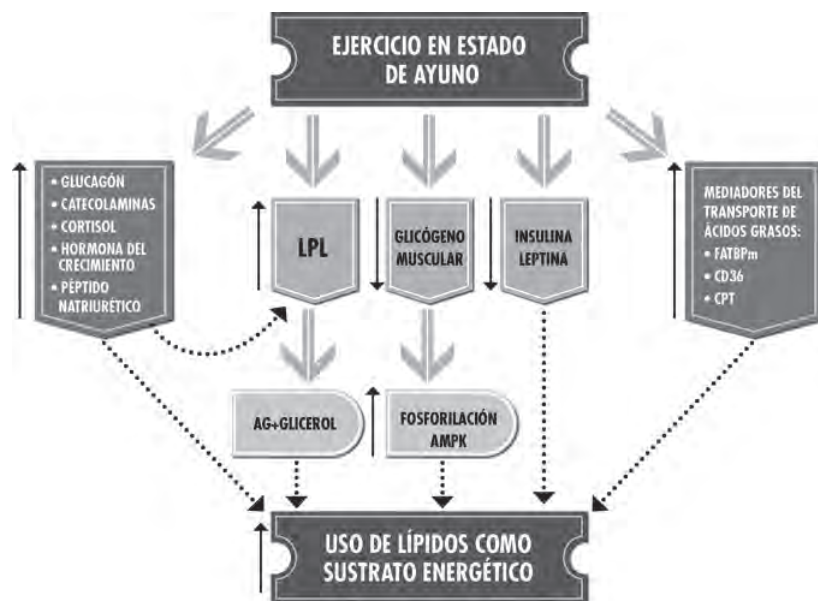 EJERCICIO EN ESTADO
DE AYUNO
• GLUCAGÓN
• CATECOLAMINAS
• CORTISOL
• HORMONA DEL
CRECIMIENTO
• PÉPTIDO
NATRIURÉTICO
LPL
GLICÓGENO
MUSCULAR
INSULINA
LEPTINA
MEDIADORES DEL
TRANSPORTE DE
ÁCIDOS GRASOS:
• FATBPm
• CD36
• CPT
AG+GLICEROL
FOSFORILACIÓN
AMPK
USO DE LÍPIDOS COMO
SUSTRATO ENERGÉTICO